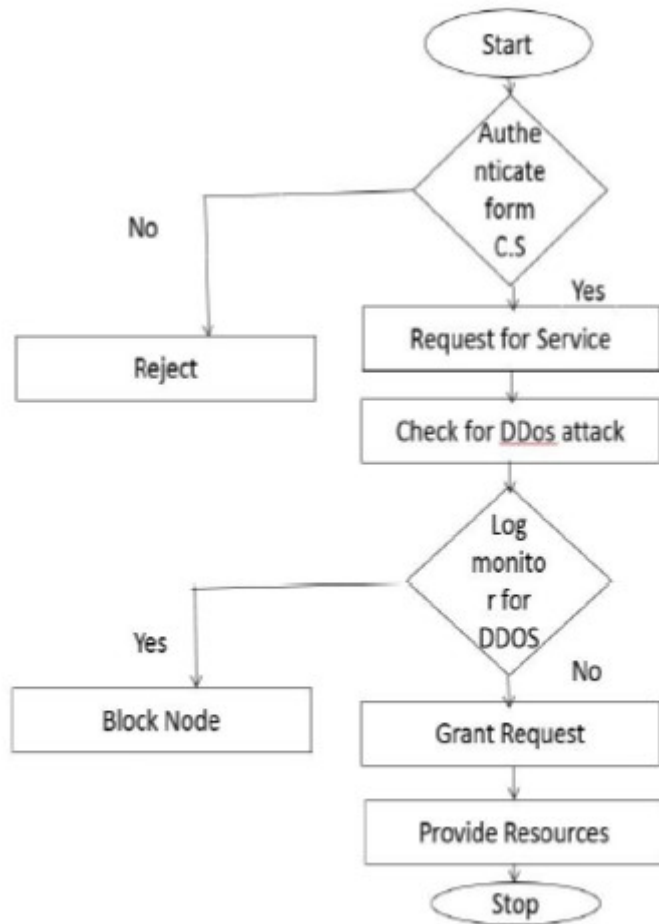 Start
Authe
nticate
form
C.S
No
Yes
Request for Service
Reject
Check for DDos attack
Log
monito
r for
DDOS
Yes
No
Block Node
Grant Request
Provide Resources
Stop